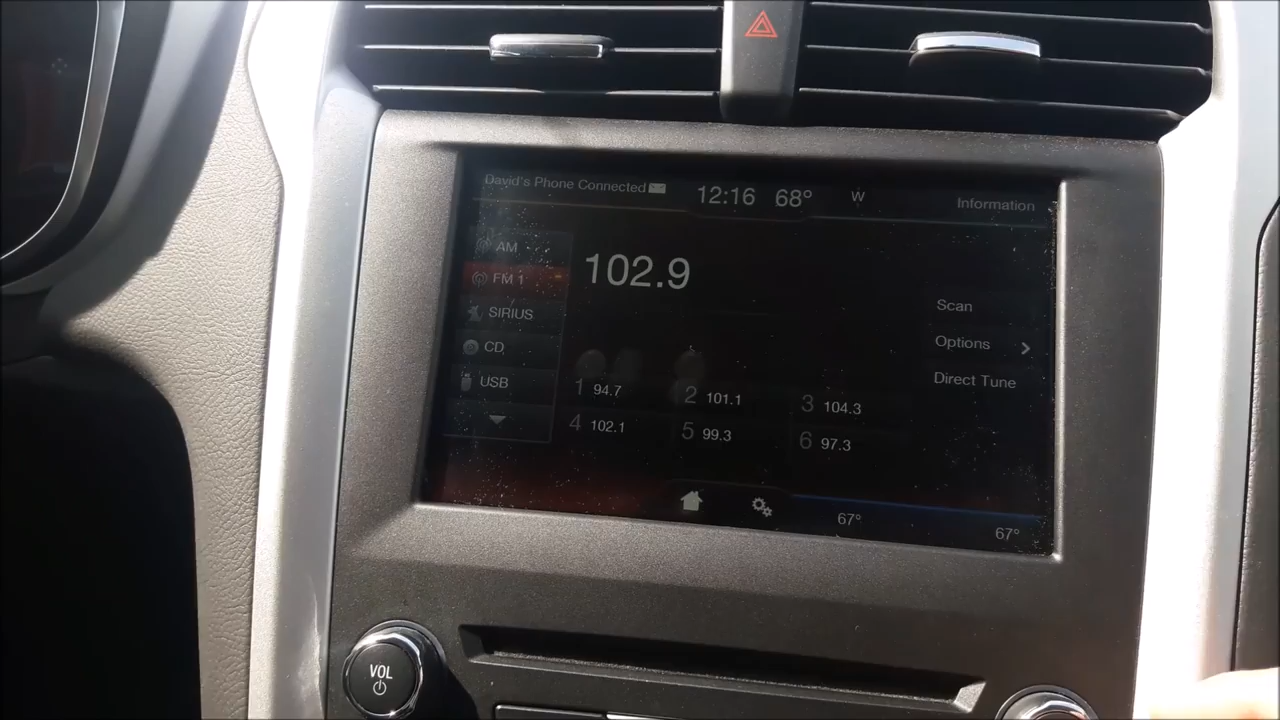 David's Phone Connected 12:16 68° W Information
AM
FM 1
SIRIUS
CD
USB
102.9
Scan
Options
Direct Tune
1 94.7 2 101.1 3 104.3
4 102.1 5 99.3 6 97.3
67° 67°
VOL